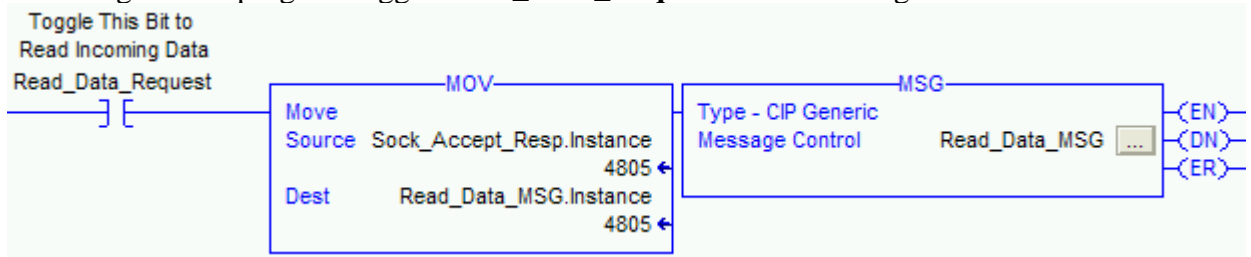 Toggle This Bit to
Read Incoming Data
Read_Data_Request
MOV
Move
Source Sock_Accept_Resp.Instance
4805
Dest Read_Data_MSG.Instance
4805
MSG
Type - CIP Generic
Message Control Read_Data_MSG ...
EN
DN
ER